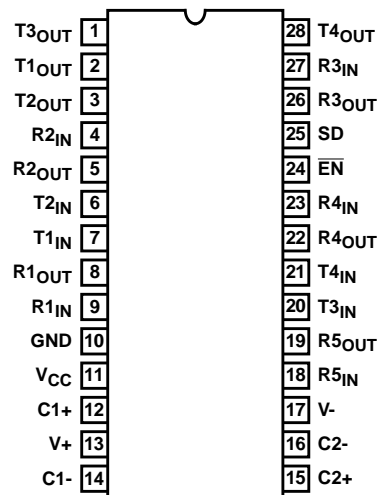 T3OUT 1 28 T4OUT
T1OUT 2 27 R3IN
T2OUT 3 26 R3OUT
R2IN 4 25 SD
R2OUT 5 24 EN
T2IN 6 23 R4IN
T1IN 7 22 R4OUT
R1OUT 8 21 T4IN
R1IN 9 20 T3IN
GND 10 19 R5OUT
VCC 11 18 R5IN
C1+ 12 17 V-
V+ 13 16 C2-
C1- 14 15 C2+